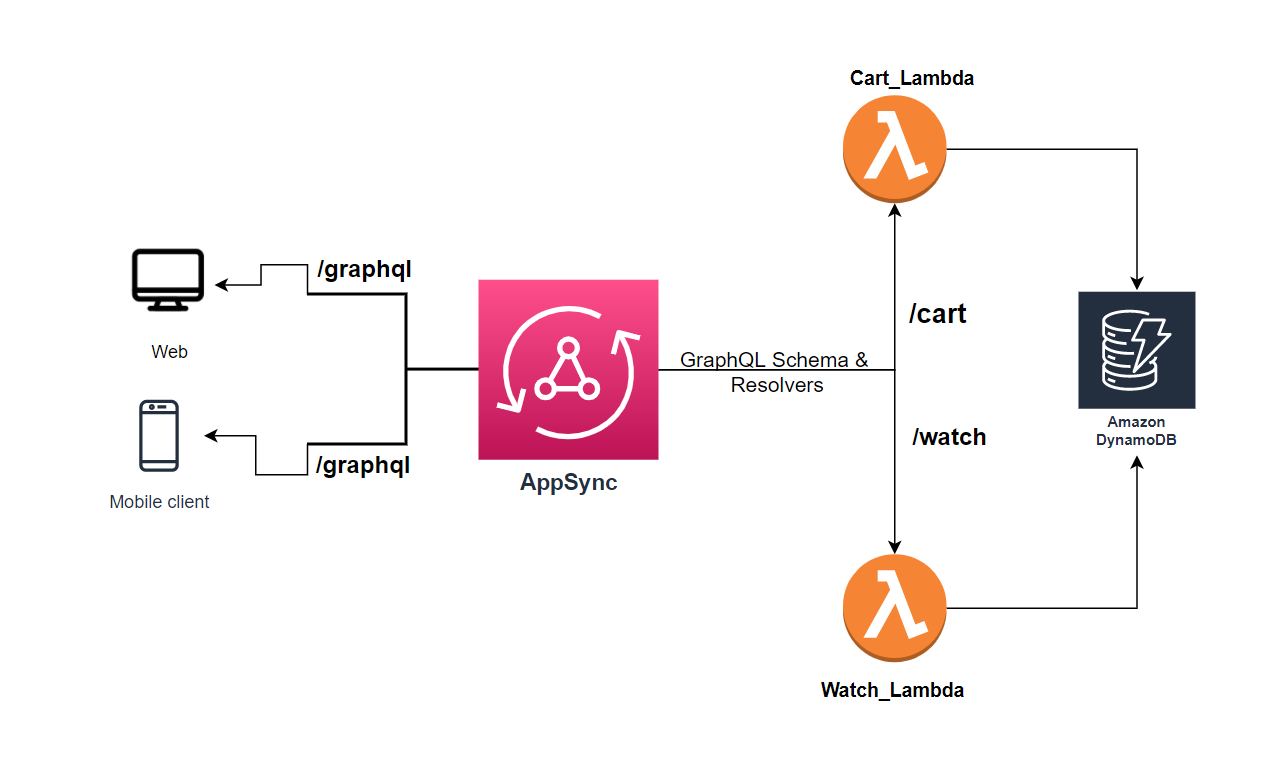 Cart_Lambda
/graphql
Web
/graphql
Mobile client
AppSync
GraphQL Schema &
Resolvers
/cart
/watch
Amazon
DynamoDB
Watch_Lambda